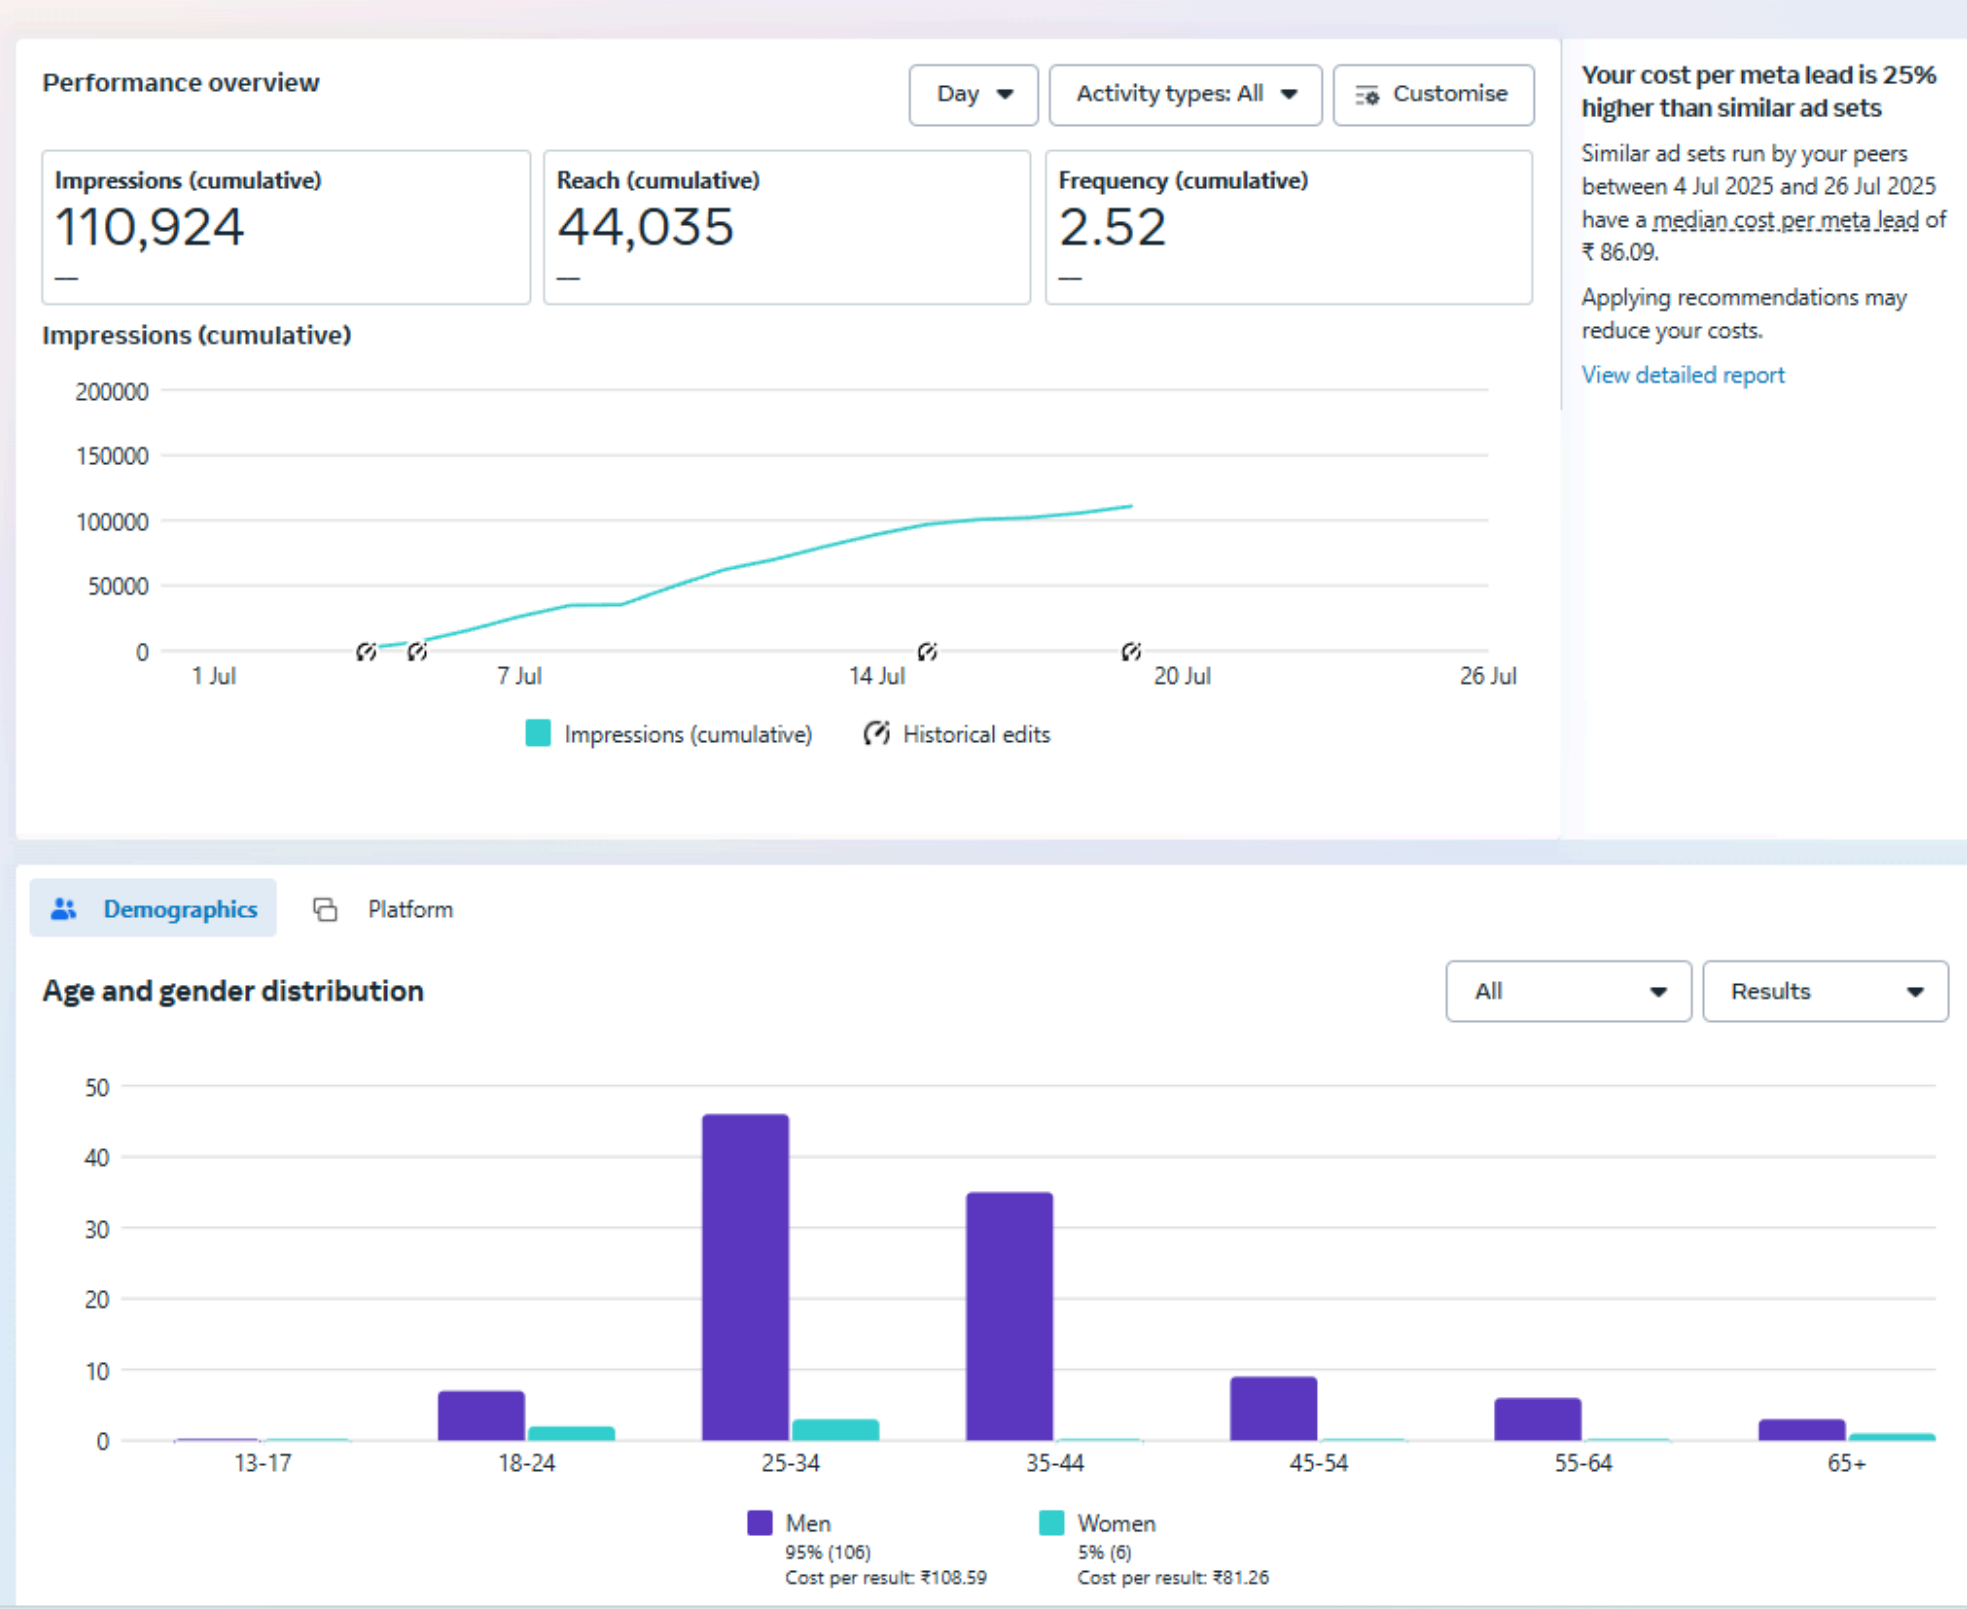 Performance overview
Day
Activity types: All
Customise
Impressions (cumulative)
110,924
—
Reach (cumulative)
44,035
—
Frequency (cumulative)
2.52
—
Impressions (cumulative)
200000
150000
100000
50000
0
1 Jul
7 Jul
14 Jul
20 Jul
26 Jul
Impressions (cumulative)
Historical edits
Your cost per meta lead is 25%
higher than similar ad sets
Similar ad sets run by your peers
between 4 Jul 2025 and 26 Jul 2025
have a median cost per meta lead of
₹ 86.09.
Applying recommendations may
reduce your costs.
View detailed report
Demographics
Platform
Age and gender distribution
All
Results
50
40
30
20
10
0
13-17
18-24
25-34
35-44
45-54
55-64
65+
Men
95% (106)
Cost per result: ₹108.59
Women
5% (6)
Cost per result: ₹81.26